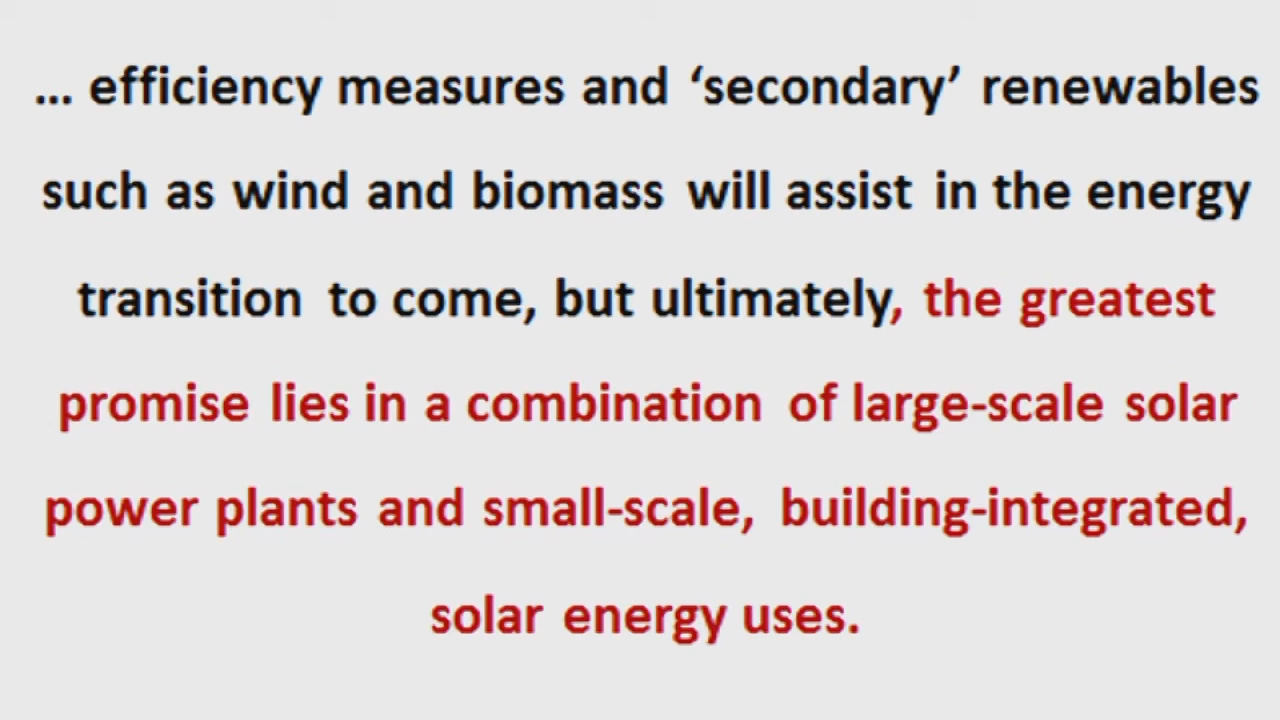 … efficiency measures and ‘secondary’ renewables
such as wind and biomass will assist in the energy
transition to come, but ultimately, the greatest
promise lies in a combination of large-scale solar
power plants and small-scale, building-integrated,
solar energy uses.